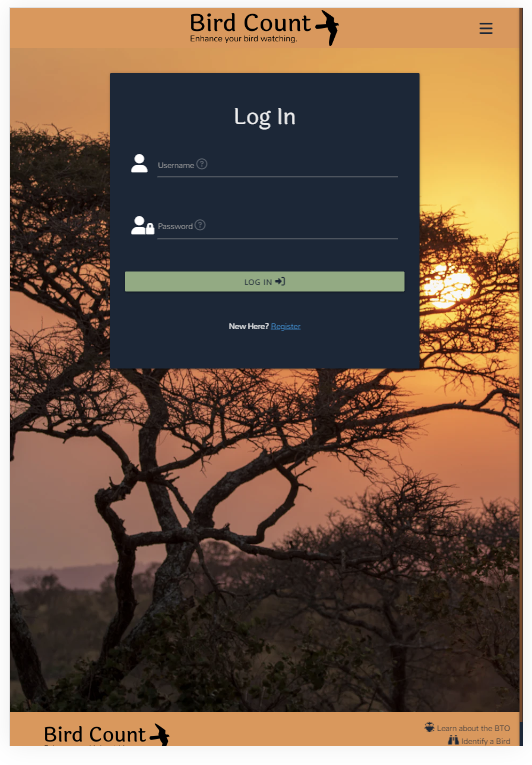 Bird Count
Enhance your bird watching.
Log In
Username
Password
LOG IN
New Here? Register
Bird Count
Learn about the BTO
Identify a Bird